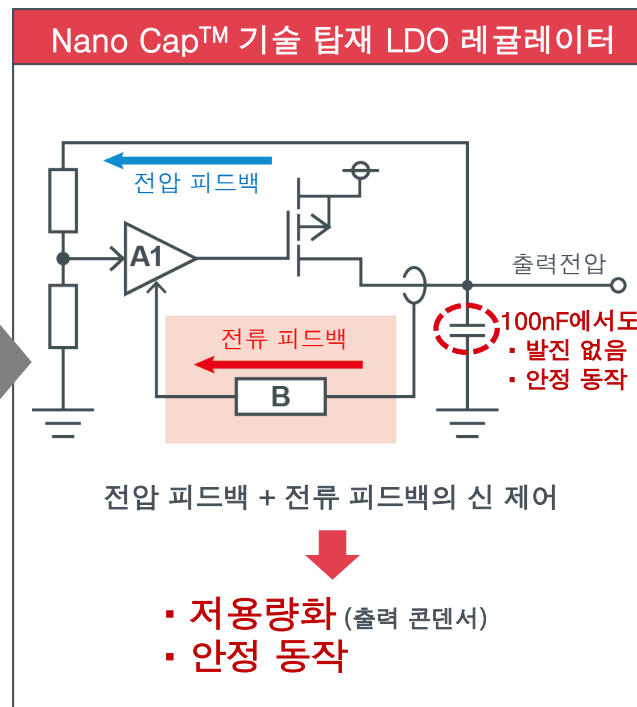 Nano Cap™ 기술 탑재 LDO 레귤레이터
전압 피드백
A1
출력전압
100nF에서도
· 발진 없음
· 안정 동작
전류 피드백
B
전압 피드백 + 전류 피드백의 신 제어
· 저용량화 (출력 콘덴서)
· 안정 동작